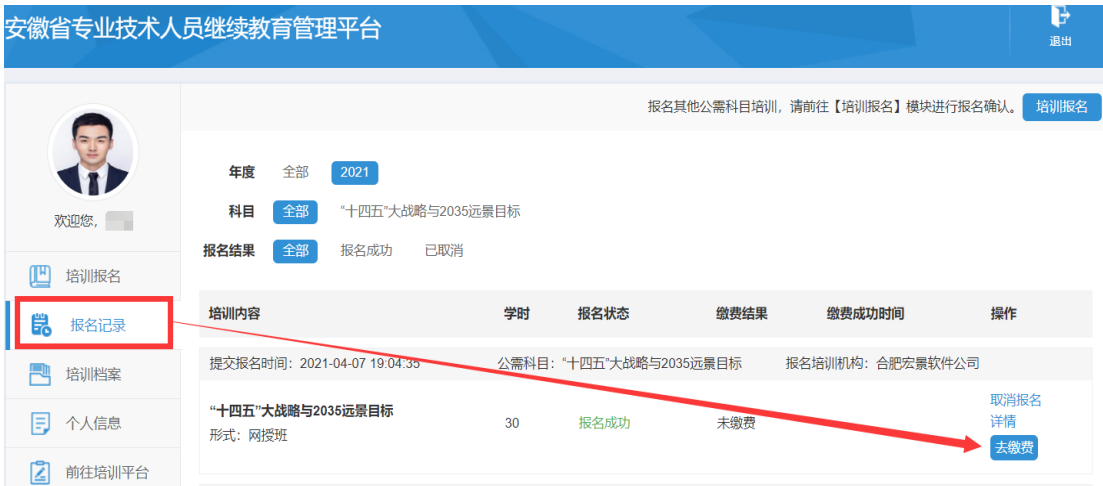 安徽省专业技术人员继续教育管理平台
退出
报名其他公需科目培训，请前往【培训报名】模块进行报名确认。 培训报名
欢迎您，
年度 全部 2021
科目 全部 “十四五”大战略与2035远景目标
报名结果 全部 报名成功 已取消
培训报名
报名记录
培训档案
个人信息
前往培训平台
培训内容 学时 报名状态 缴费结果 缴费成功时间 操作
提交报名时间：2021-04-07 19:04:35 公需科目：“十四五”大战略与2035远景目标 报名培训机构：合肥宏景软件公司
“十四五”大战略与2035远景目标
形式：网授班
30 报名成功 未缴费
取消报名
详情
去缴费